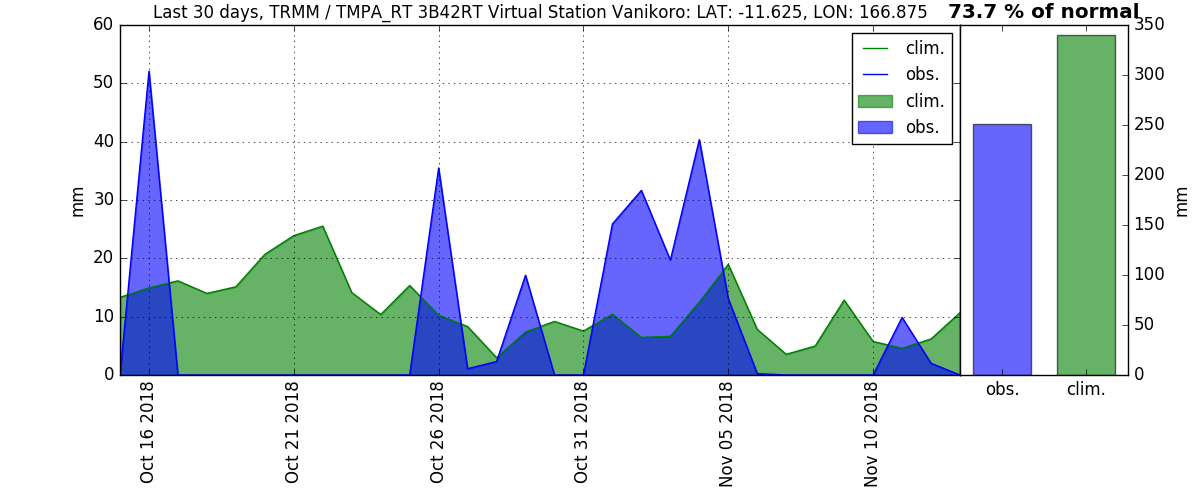 Last 30 days, TRMM / TMPA_RT 3B42RT Virtual Station Vanikoro: LAT: -11.625, LON: 166.875
73.7 % of normal
60
50
40
30
20
10
0
mm
clim.
obs.
clim.
obs.
Oct 16 2018
Oct 21 2018
Oct 26 2018
Oct 31 2018
Nov 05 2018
Nov 10 2018
350
300
250
200
150
100
50
0
mm
obs. clim.